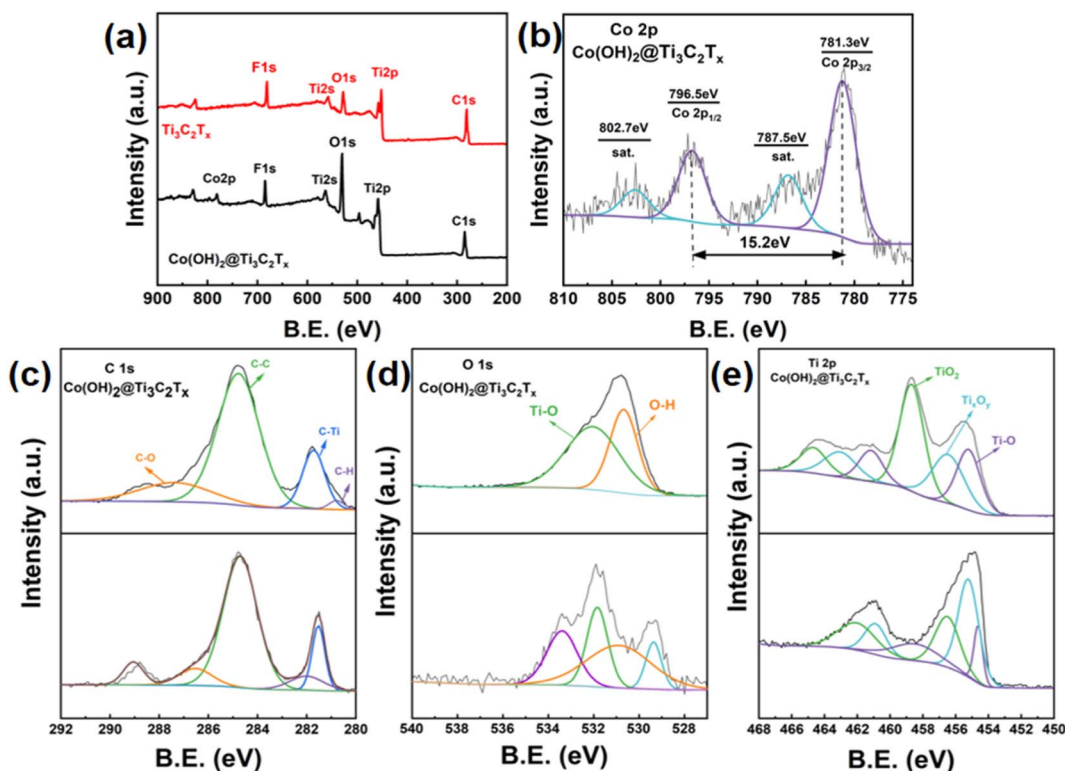 (a)
Intensity (a.u.)
F1s
Ti2s
O1s
Ti2p
C1s
Ti₃C₂Tₓ
Co2p
F1s
Ti2s
O1s
Ti2p
C1s
Co(OH)₂@Ti₃C₂Tₓ
900 800 700 600 500 400 300 200
B.E. (eV)
(b)
Intensity (a.u.)
Co 2p
Co(OH)₂@Ti₃C₂Tₓ
781.3eV
Co 2p₃/₂
796.5eV
Co 2p₁/₂
802.7eV
sat.
787.5eV
sat.
15.2eV
810 805 800 795 790 785 780 775
B.E. (eV)
(c)
Intensity (a.u.)
Intensity (a.u.)
C 1s
Co(OH)₂@Ti₃C₂Tₓ
C-C
C-O
C-Ti
C-H
292 290 288 286 284 282 280
B.E. (eV)
(d)
Intensity (a.u.)
Intensity (a.u.)
O 1s
Co(OH)₂@Ti₃C₂Tₓ
Ti-O
O-H
540 538 536 534 532 530 528
B.E. (eV)
(e)
Intensity (a.u.)
Intensity (a.u.)
Ti 2p
Co(OH)₂@Ti₃C₂Tₓ
TiO₂
TiₓOᵧ
Ti-O
468 466 464 462 460 458 456 454 452 450
B.E. (eV)